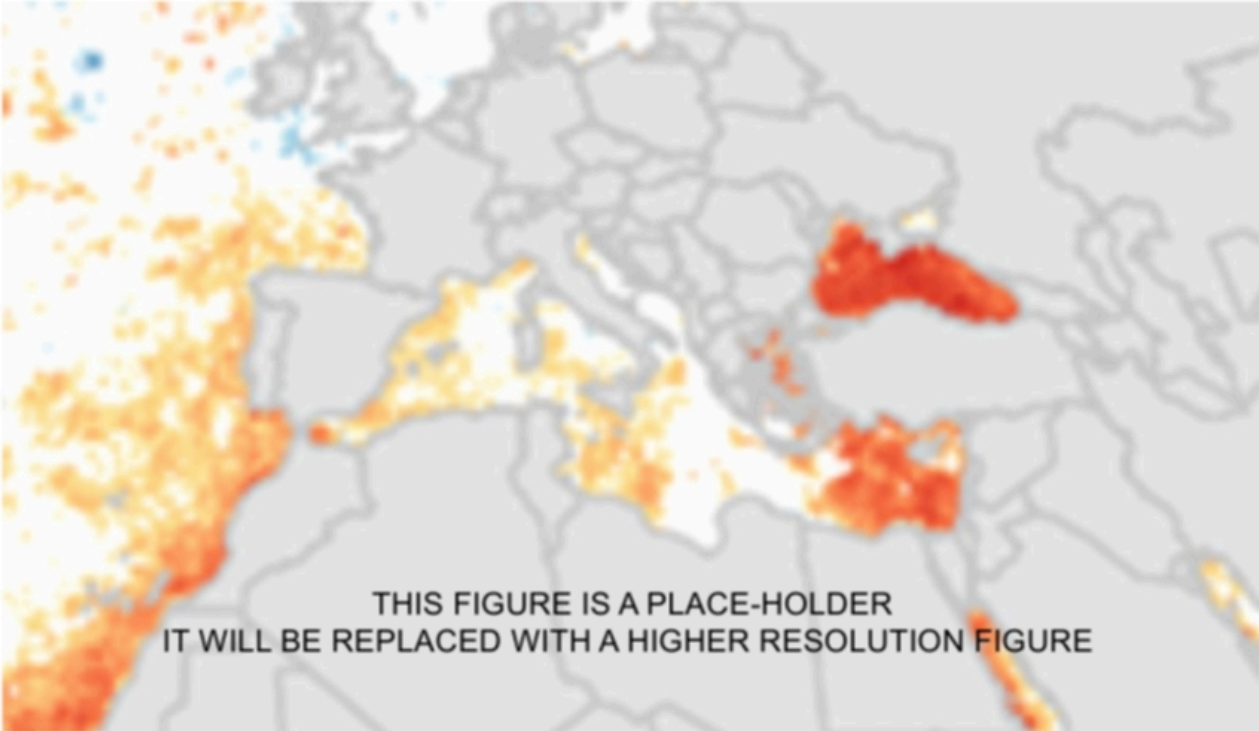 THIS FIGURE IS A PLACE-HOLDER
IT WILL BE REPLACED WITH A HIGHER RESOLUTION FIGURE